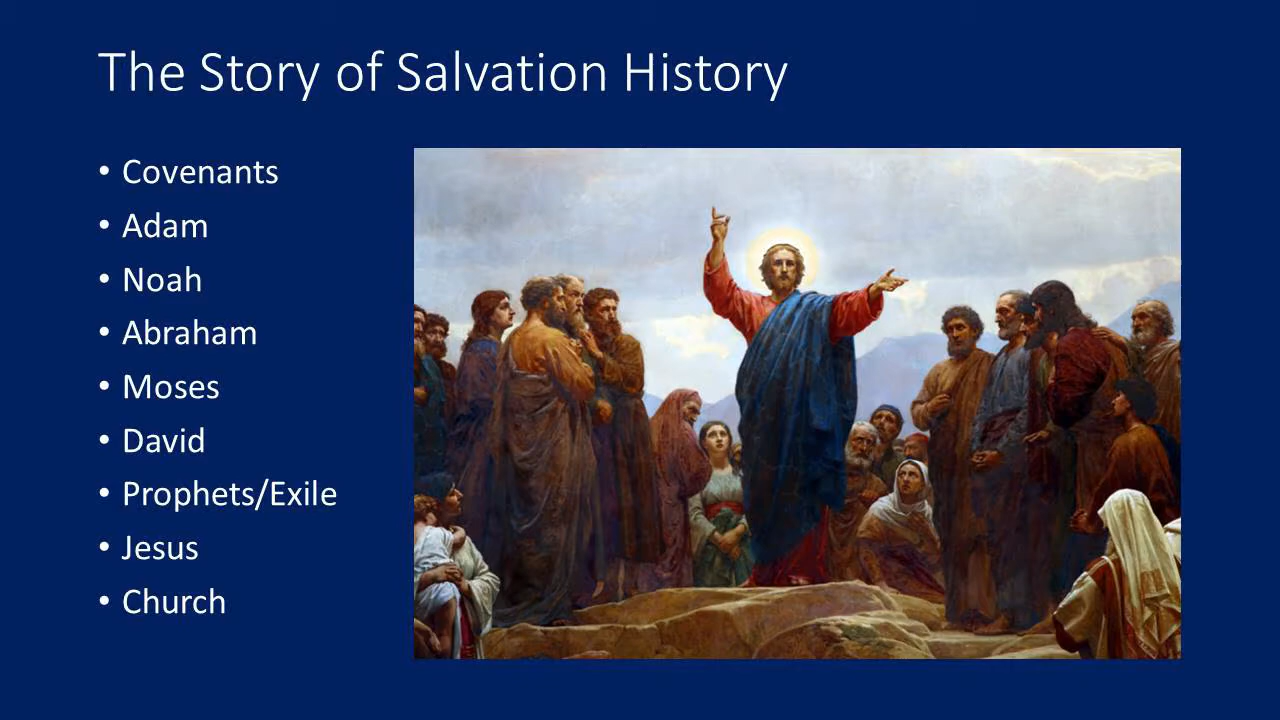 The Story of Salvation History
• Covenants
• Adam
• Noah
• Abraham
• Moses
• David
• Prophets/Exile
• Jesus
• Church